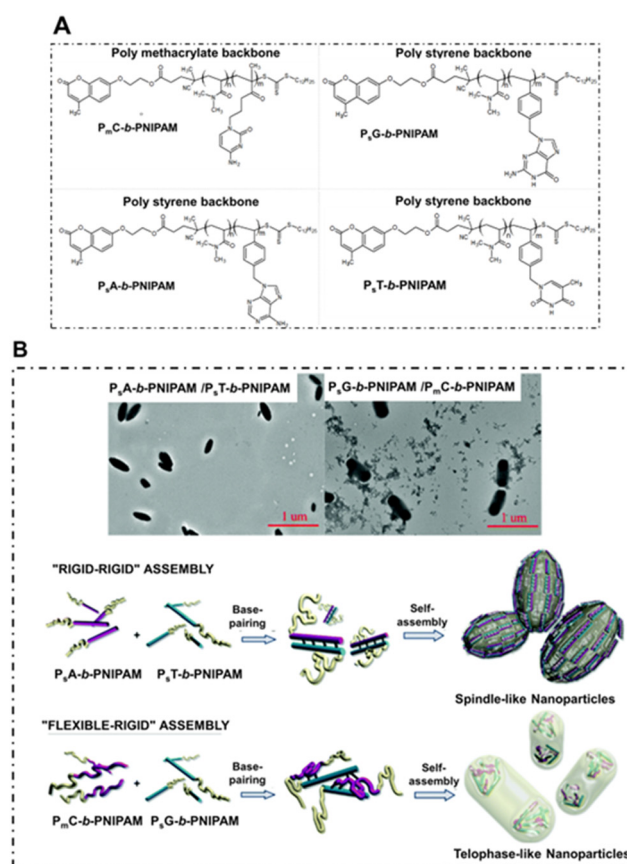 A
Poly methacrylate backbone
Poly styrene backbone
PmC-b-PNIPAM
PsG-b-PNIPAM
Poly styrene backbone
Poly styrene backbone
PsA-b-PNIPAM
PsT-b-PNIPAM
B
PsA-b-PNIPAM /PsT-b-PNIPAM
PsG-b-PNIPAM /PmC-b-PNIPAM
1 um
1 um
"RIGID-RIGID" ASSEMBLY
Base-
pairing
Self-
assembly
+
PsA-b-PNIPAM
PsT-b-PNIPAM
Spindle-like Nanoparticles
"FLEXIBLE-RIGID" ASSEMBLY
Base-
pairing
Self-
assembly
+
PmC-b-PNIPAM
PsG-b-PNIPAM
Telophase-like Nanoparticles